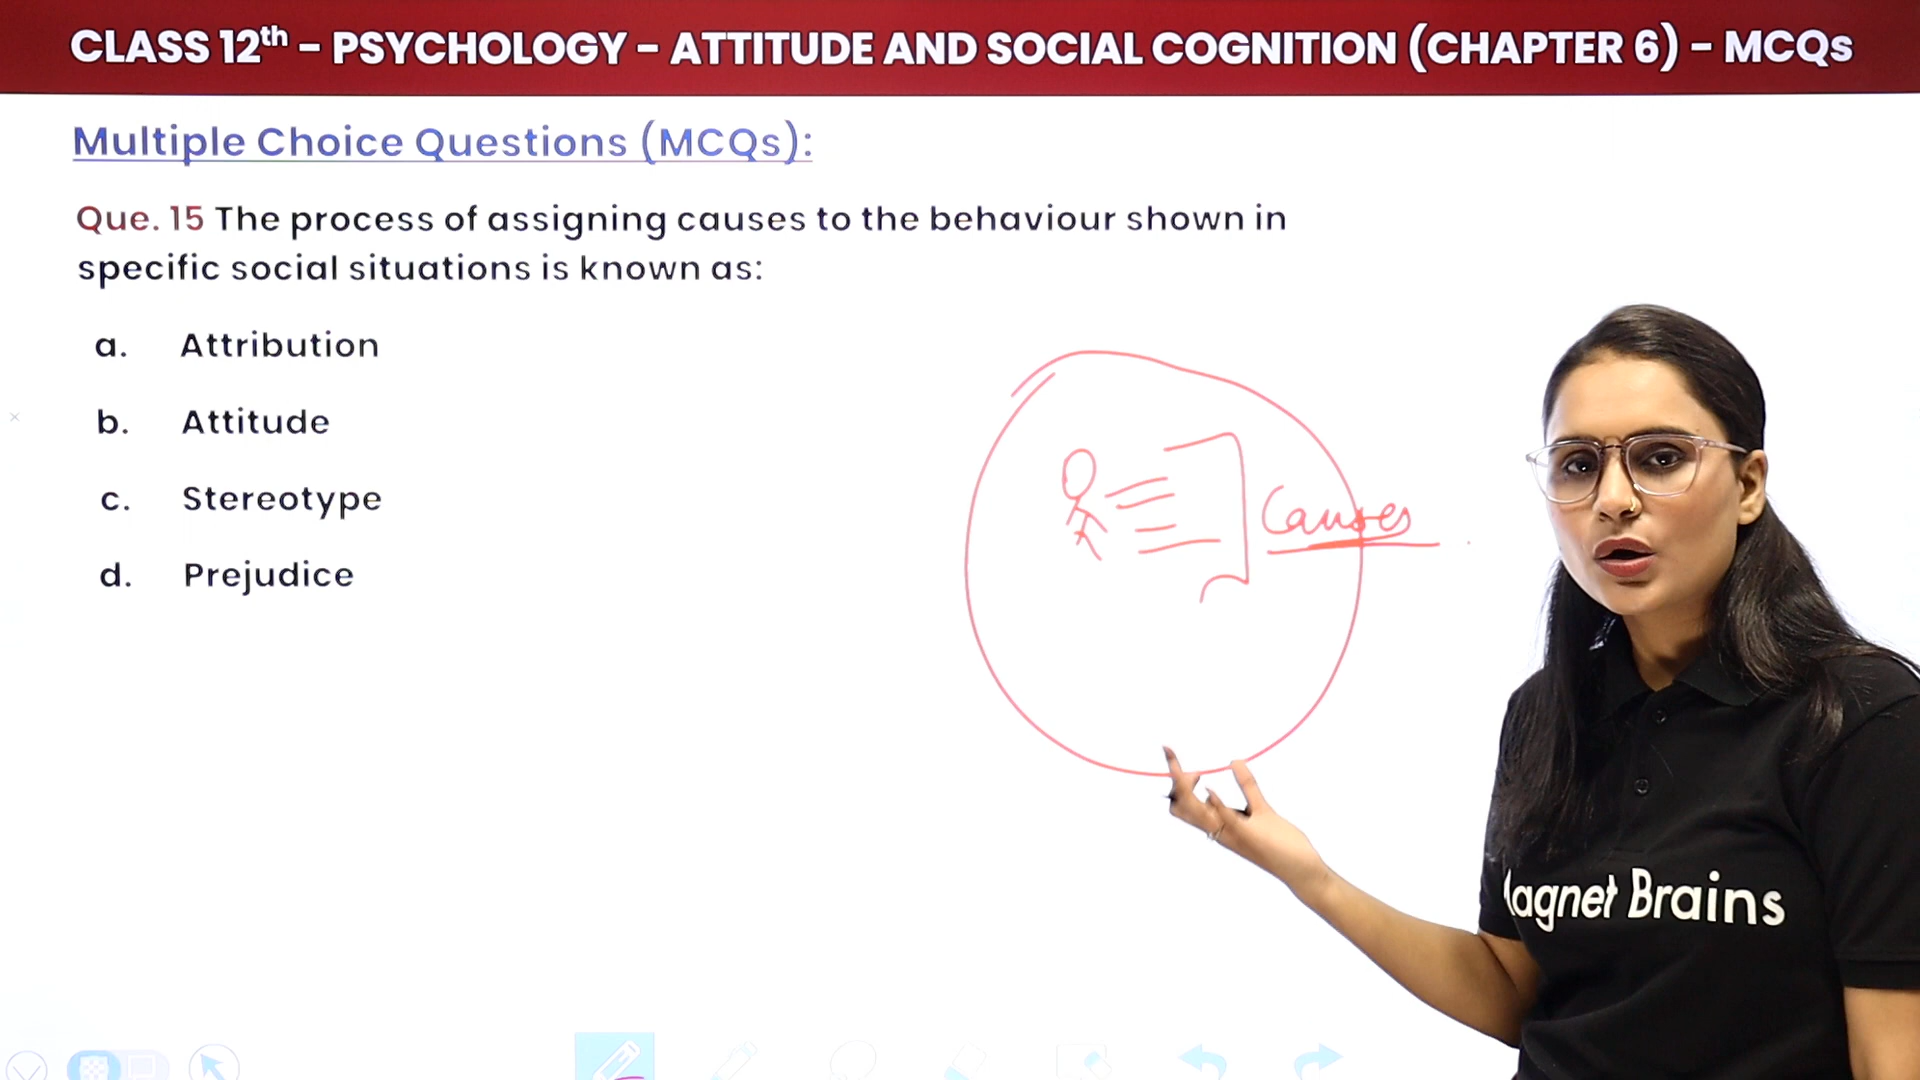 CLASS 12th – PSYCHOLOGY – ATTITUDE AND SOCIAL COGNITION (CHAPTER 6) – MCQs
Multiple Choice Questions (MCQs):
Que. 15 The process of assigning causes to the behaviour shown in
specific social situations is known as:
a. Attribution
b. Attitude
c. Stereotype
d. Prejudice
Causes
agnet Brains